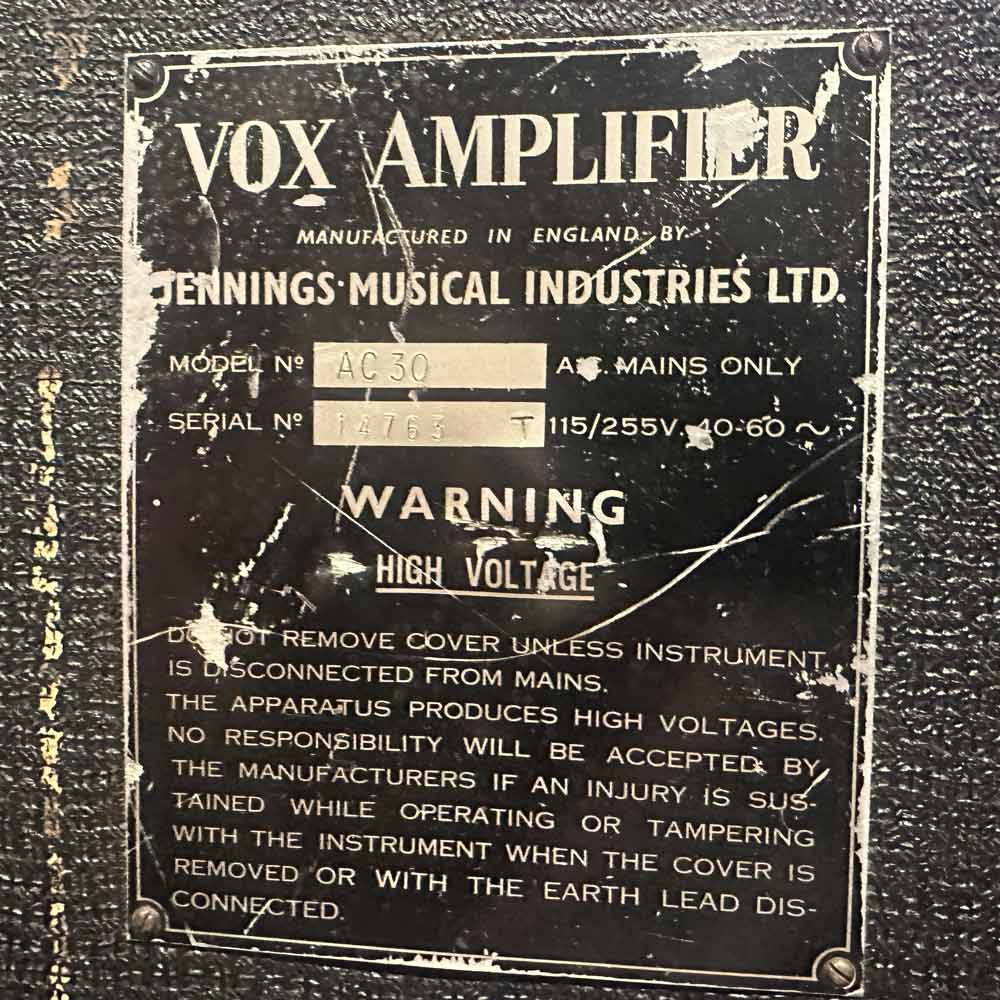 VOX AMPLIFIER
MANUFACTURED IN ENGLAND BY
JENNINGS MUSICAL INDUSTRIES LTD.
MODEL Nº AC30 A.C. MAINS ONLY
SERIAL Nº 14763 T 115/255V. 40-60 ~
WARNING
HIGH VOLTAGE
DO NOT REMOVE COVER UNLESS INSTRUMENT
IS DISCONNECTED FROM MAINS.
THE APPARATUS PRODUCES HIGH VOLTAGES.
NO RESPONSIBILITY WILL BE ACCEPTED BY
THE MANUFACTURERS IF AN INJURY IS SUS-
TAINED WHILE OPERATING OR TAMPERING
WITH THE INSTRUMENT WHEN THE COVER IS
REMOVED OR WITH THE EARTH LEAD DIS-
CONNECTED.